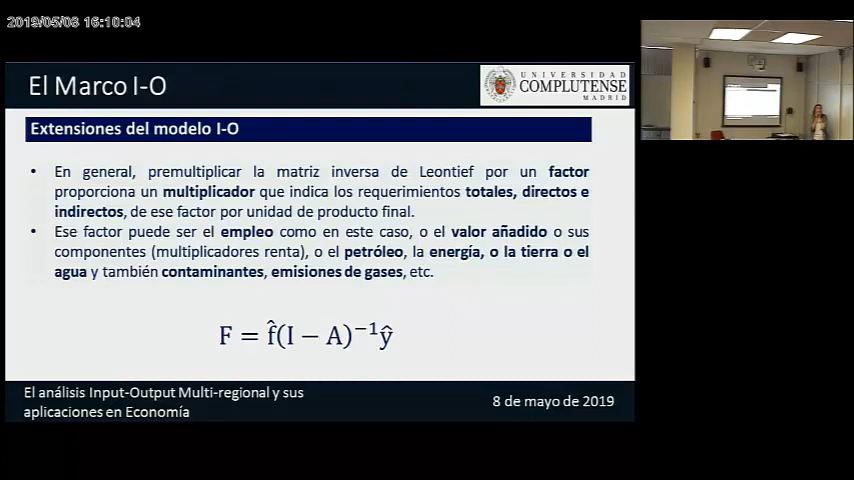 2019/05/08 16:10:04
El Marco I-O
UNIVERSIDAD
COMPLUTENSE
MADRID
Extensiones del modelo I-O
• En general, premultiplicar la matriz inversa de Leontief por un factor
proporciona un multiplicador que indica los requerimientos totales, directos e
indirectos, de ese factor por unidad de producto final.
• Ese factor puede ser el empleo como en este caso, o el valor añadido o sus
componentes (multiplicadores renta), o el petróleo, la energía, o la tierra o el
agua y también contaminantes, emisiones de gases, etc.
F = f̂(I − A)⁻¹ŷ
El análisis Input-Output Multi-regional y sus
aplicaciones en Economía
8 de mayo de 2019